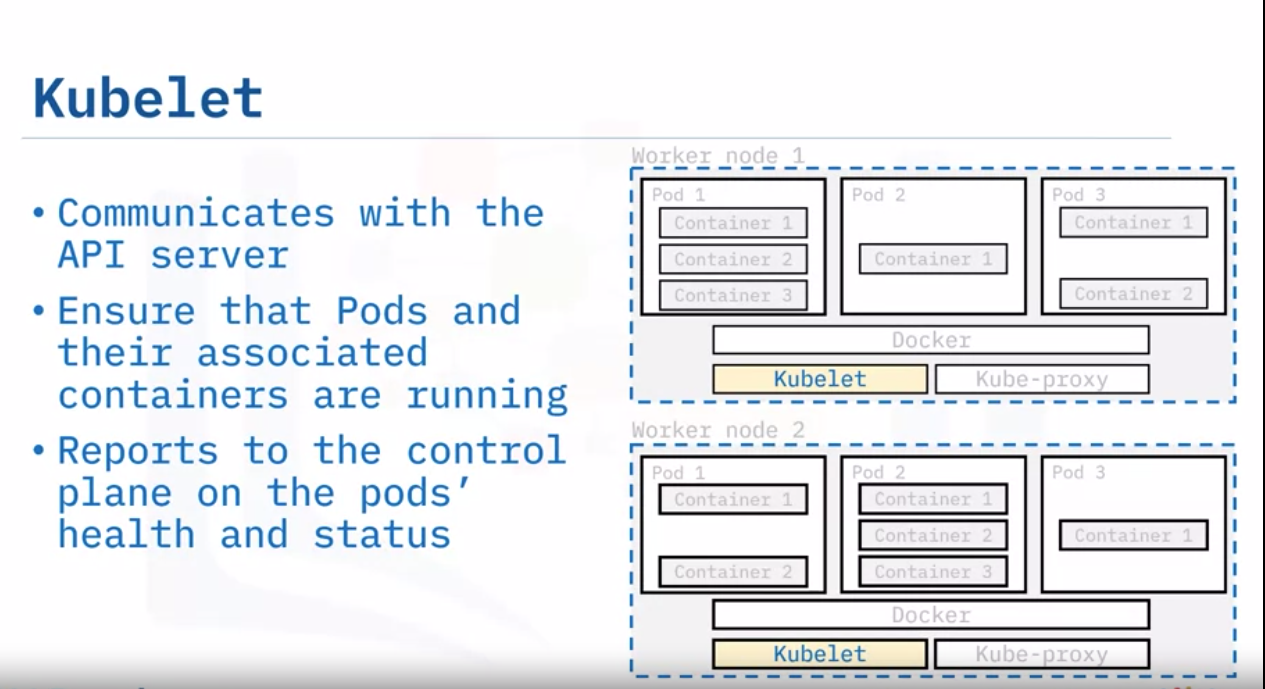 Kubelet
• Communicates with the
API server
• Ensure that Pods and
their associated
containers are running
• Reports to the control
plane on the pods’
health and status
Worker node 1
Pod 1
Container 1
Container 2
Container 3
Pod 2
Container 1
Pod 3
Container 1
Container 2
Docker
Kubelet
Kube-proxy
Worker node 2
Pod 1
Container 1
Container 2
Pod 2
Container 1
Container 2
Container 3
Pod 3
Container 1
Docker
Kubelet
Kube-proxy